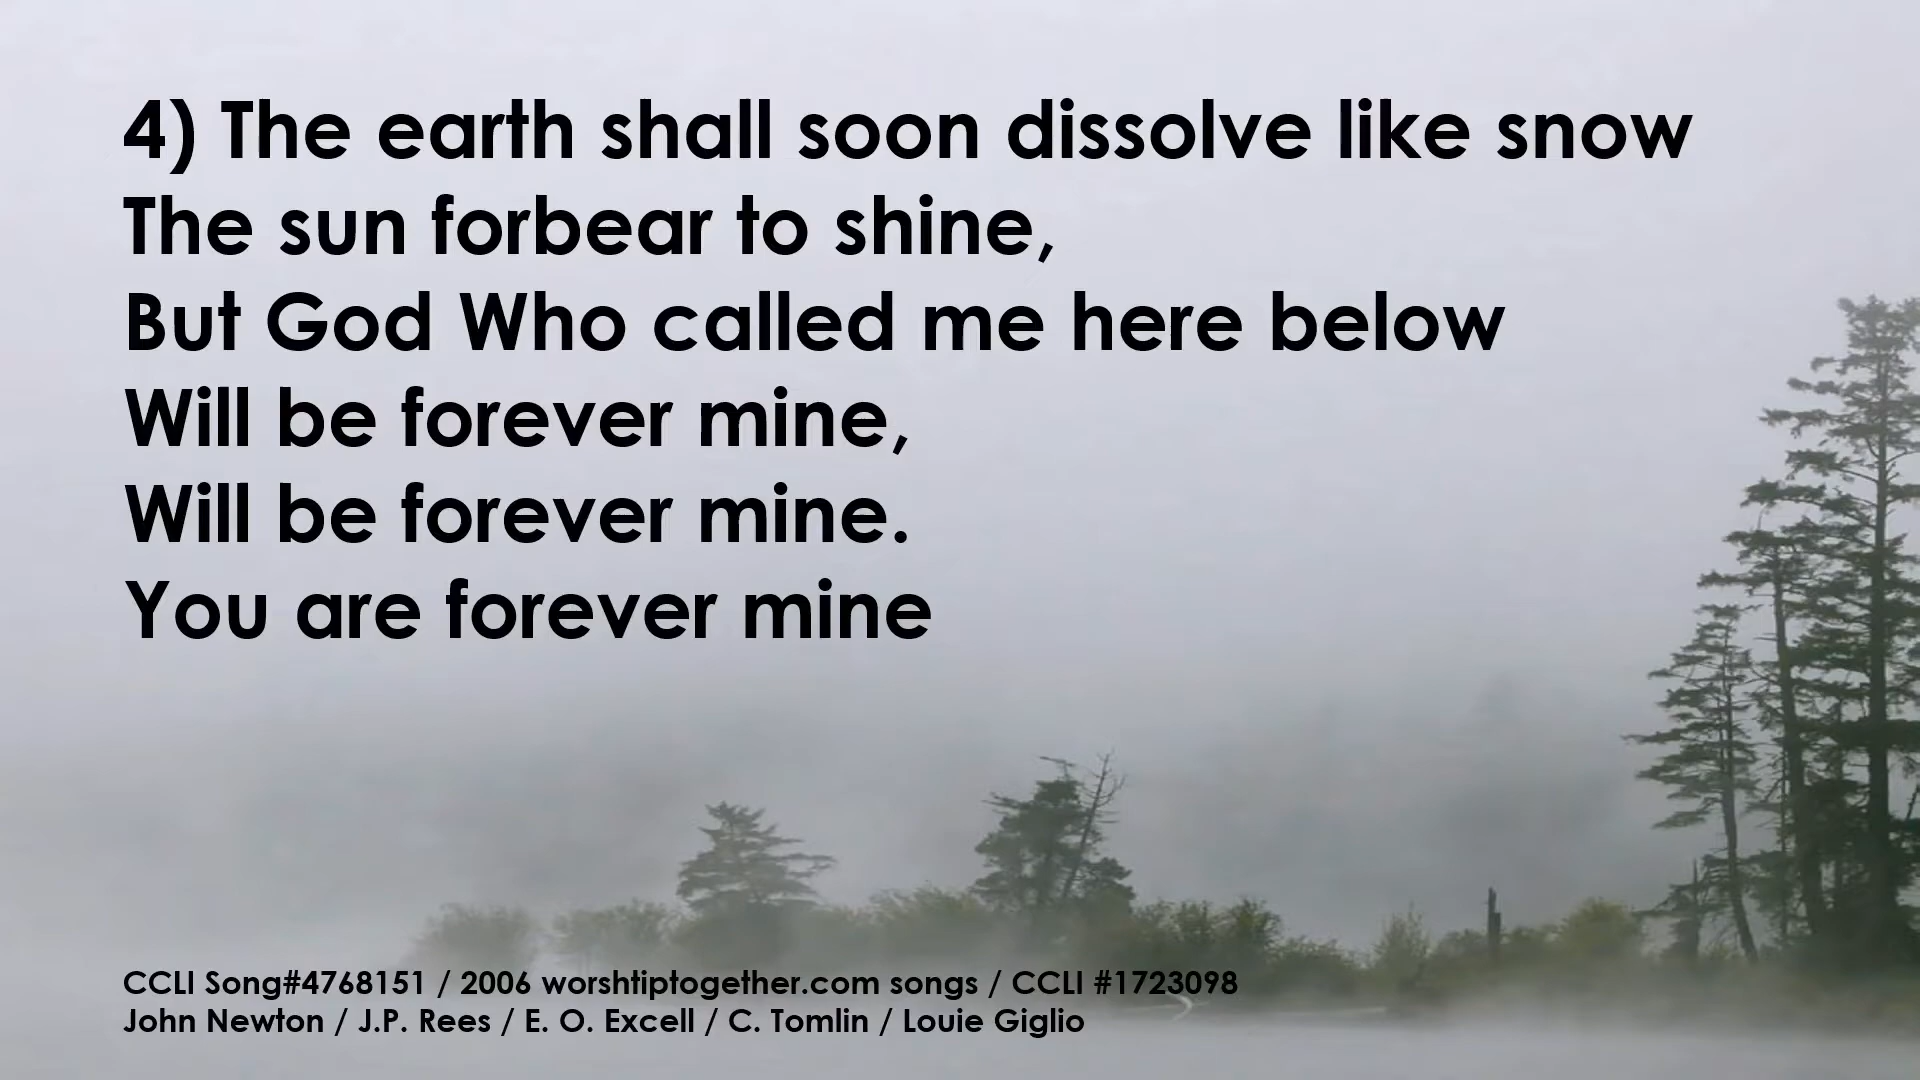 4) The earth shall soon dissolve like snow
The sun forbear to shine,
But God Who called me here below
Will be forever mine,
Will be forever mine.
You are forever mine
CCLI Song#4768151 / 2006 worshtiptogether.com songs / CCLI #1723098
John Newton / J.P. Rees / E. O. Excell / C. Tomlin / Louie Giglio